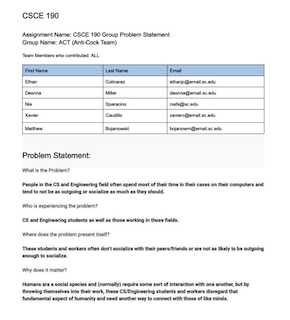 CSCE 190
Assignment Name: CSCE 190 Group Problem Statement
Group Name: ACT (Anti-Cock Team)
Team Members who contributed: ALL
First Name Last Name Email
Ethan Colinarez ethanjc@email.sc.edu
Deonna Miller deonna@email.sc.edu
Nia Sparacino niafs@sc.edu
Xavier Caudillo xavierc@email.sc.edu
Matthew Bojanowski bojanowm@email.sc.edu
Problem Statement:
What is the Problem?
People in the CS and Engineering field often spend most of their time in their caves on their computers and
tend to not be as outgoing or socialize as much as they should.
Who is experiencing the problem?
CS and Engineering students as well as those working in those fields.
Where does the problem present itself?
These students and workers often don't socialize with their peers/friends or are not as likely to be outgoing
enough to socialize.
Why does it matter?
Humans are a social species and (normally) require some sort of interaction with one another, but by
throwing themselves into their work, these CS/Engineering students and workers disregard that
fundamental aspect of humanity and need another way to connect with those of like minds.